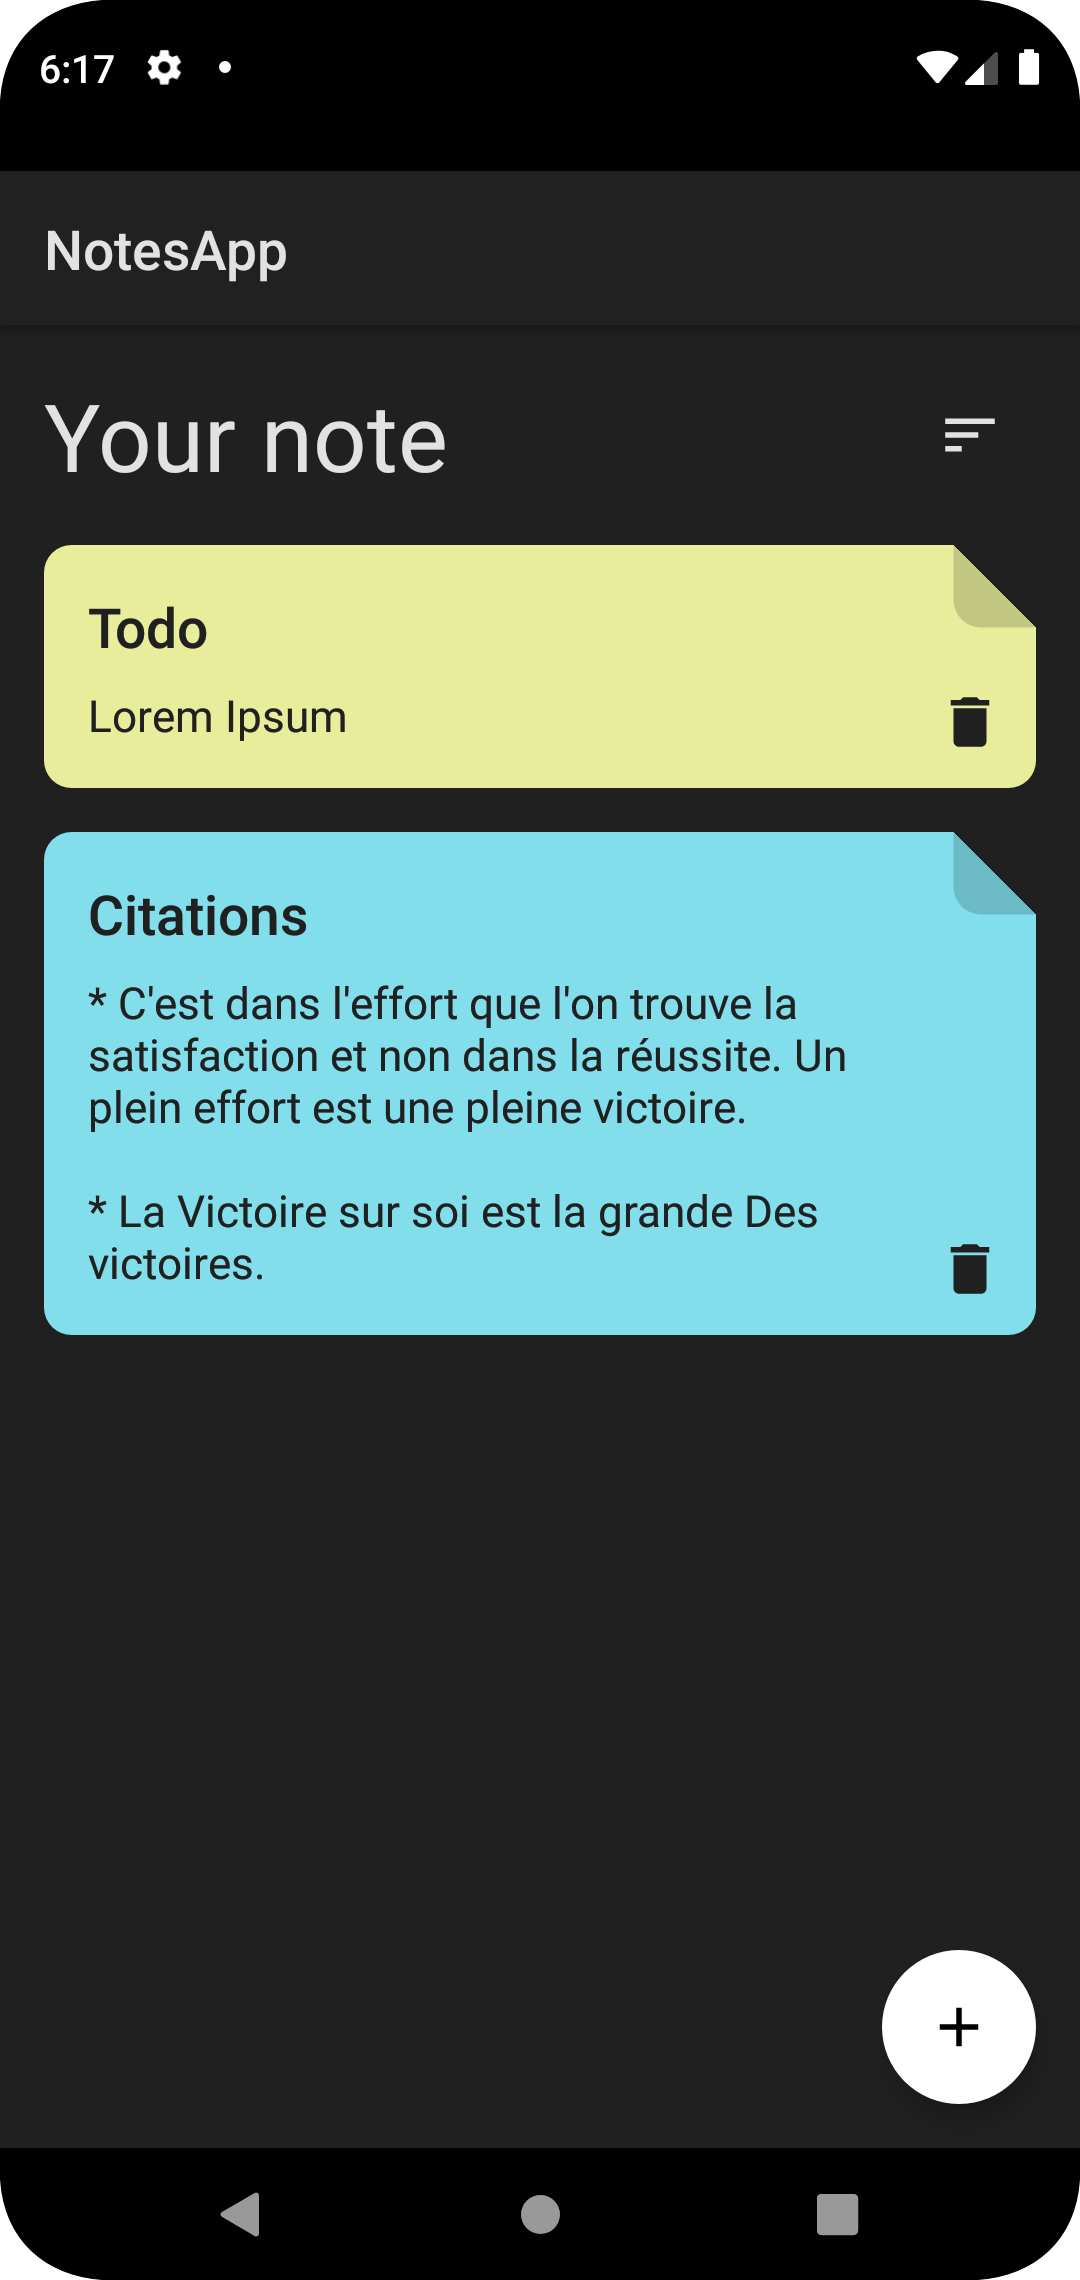 6:17
NotesApp
Your note
Todo
Lorem Ipsum
Citations
* C'est dans l'effort que l'on trouve la
satisfaction et non dans la réussite. Un
plein effort est une pleine victoire.
* La Victoire sur soi est la grande Des
victoires.